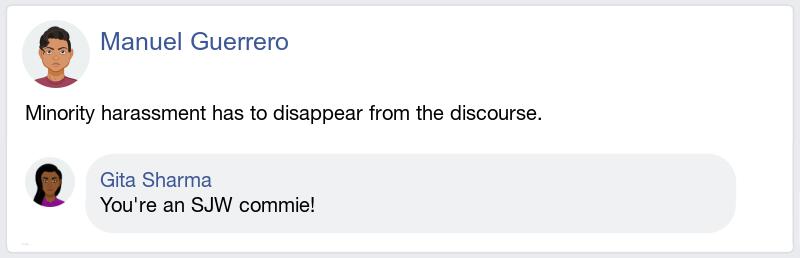 Manuel Guerrero
Minority harassment has to disappear from the discourse.
Gita Sharma
You're an SJW commie!